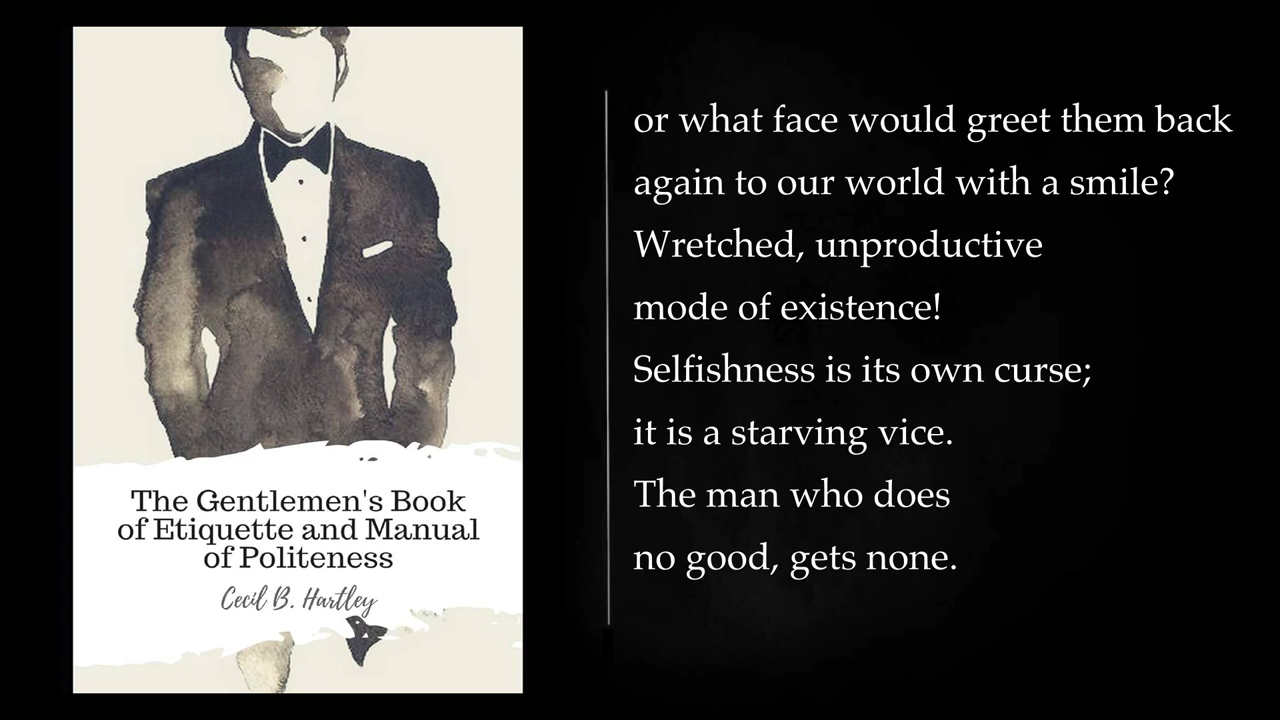 The Gentlemen's Book
of Etiquette and Manual
of Politeness
Cecil B. Hartley
or what face would greet them back
again to our world with a smile?
Wretched, unproductive
mode of existence!
Selfishness is its own curse;
it is a starving vice.
The man who does
no good, gets none.